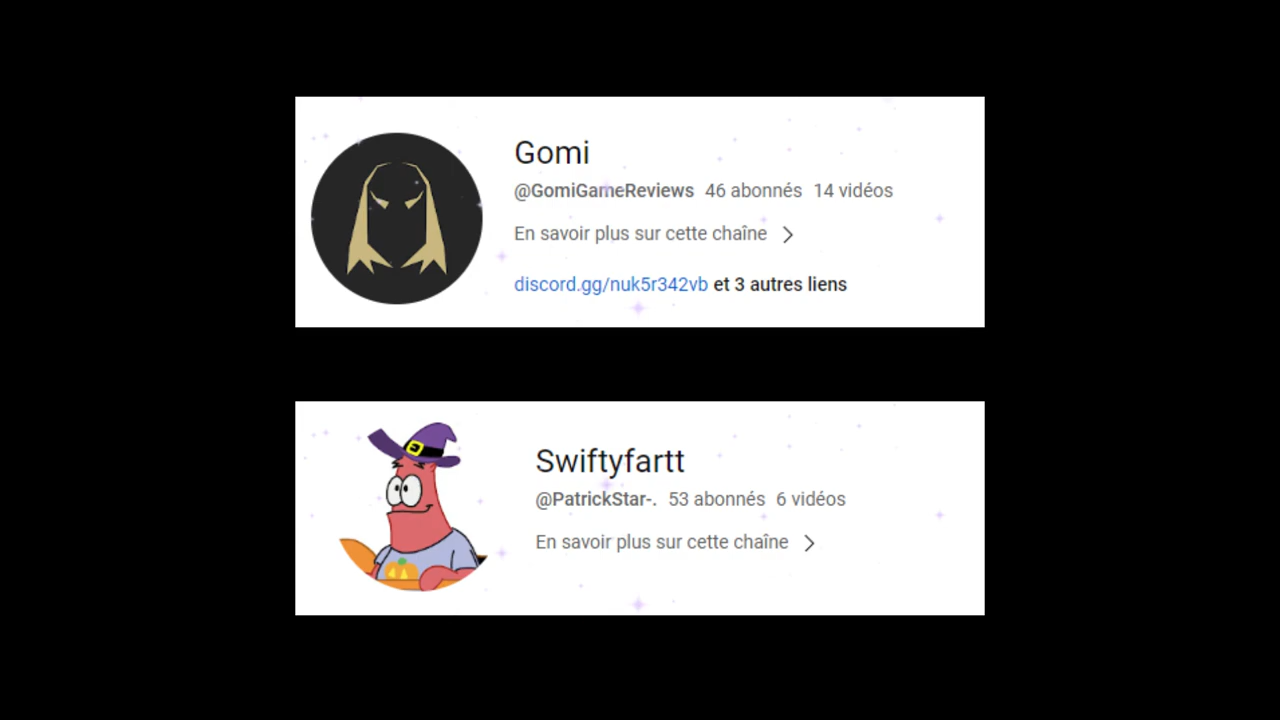 Gomi
@GomiGameReviews 46 abonnés 14 vidéos
En savoir plus sur cette chaîne
discord.gg/nuk5r342vb et 3 autres liens
Swiftyfartt
@PatrickStar-. 53 abonnés 6 vidéos
En savoir plus sur cette chaîne